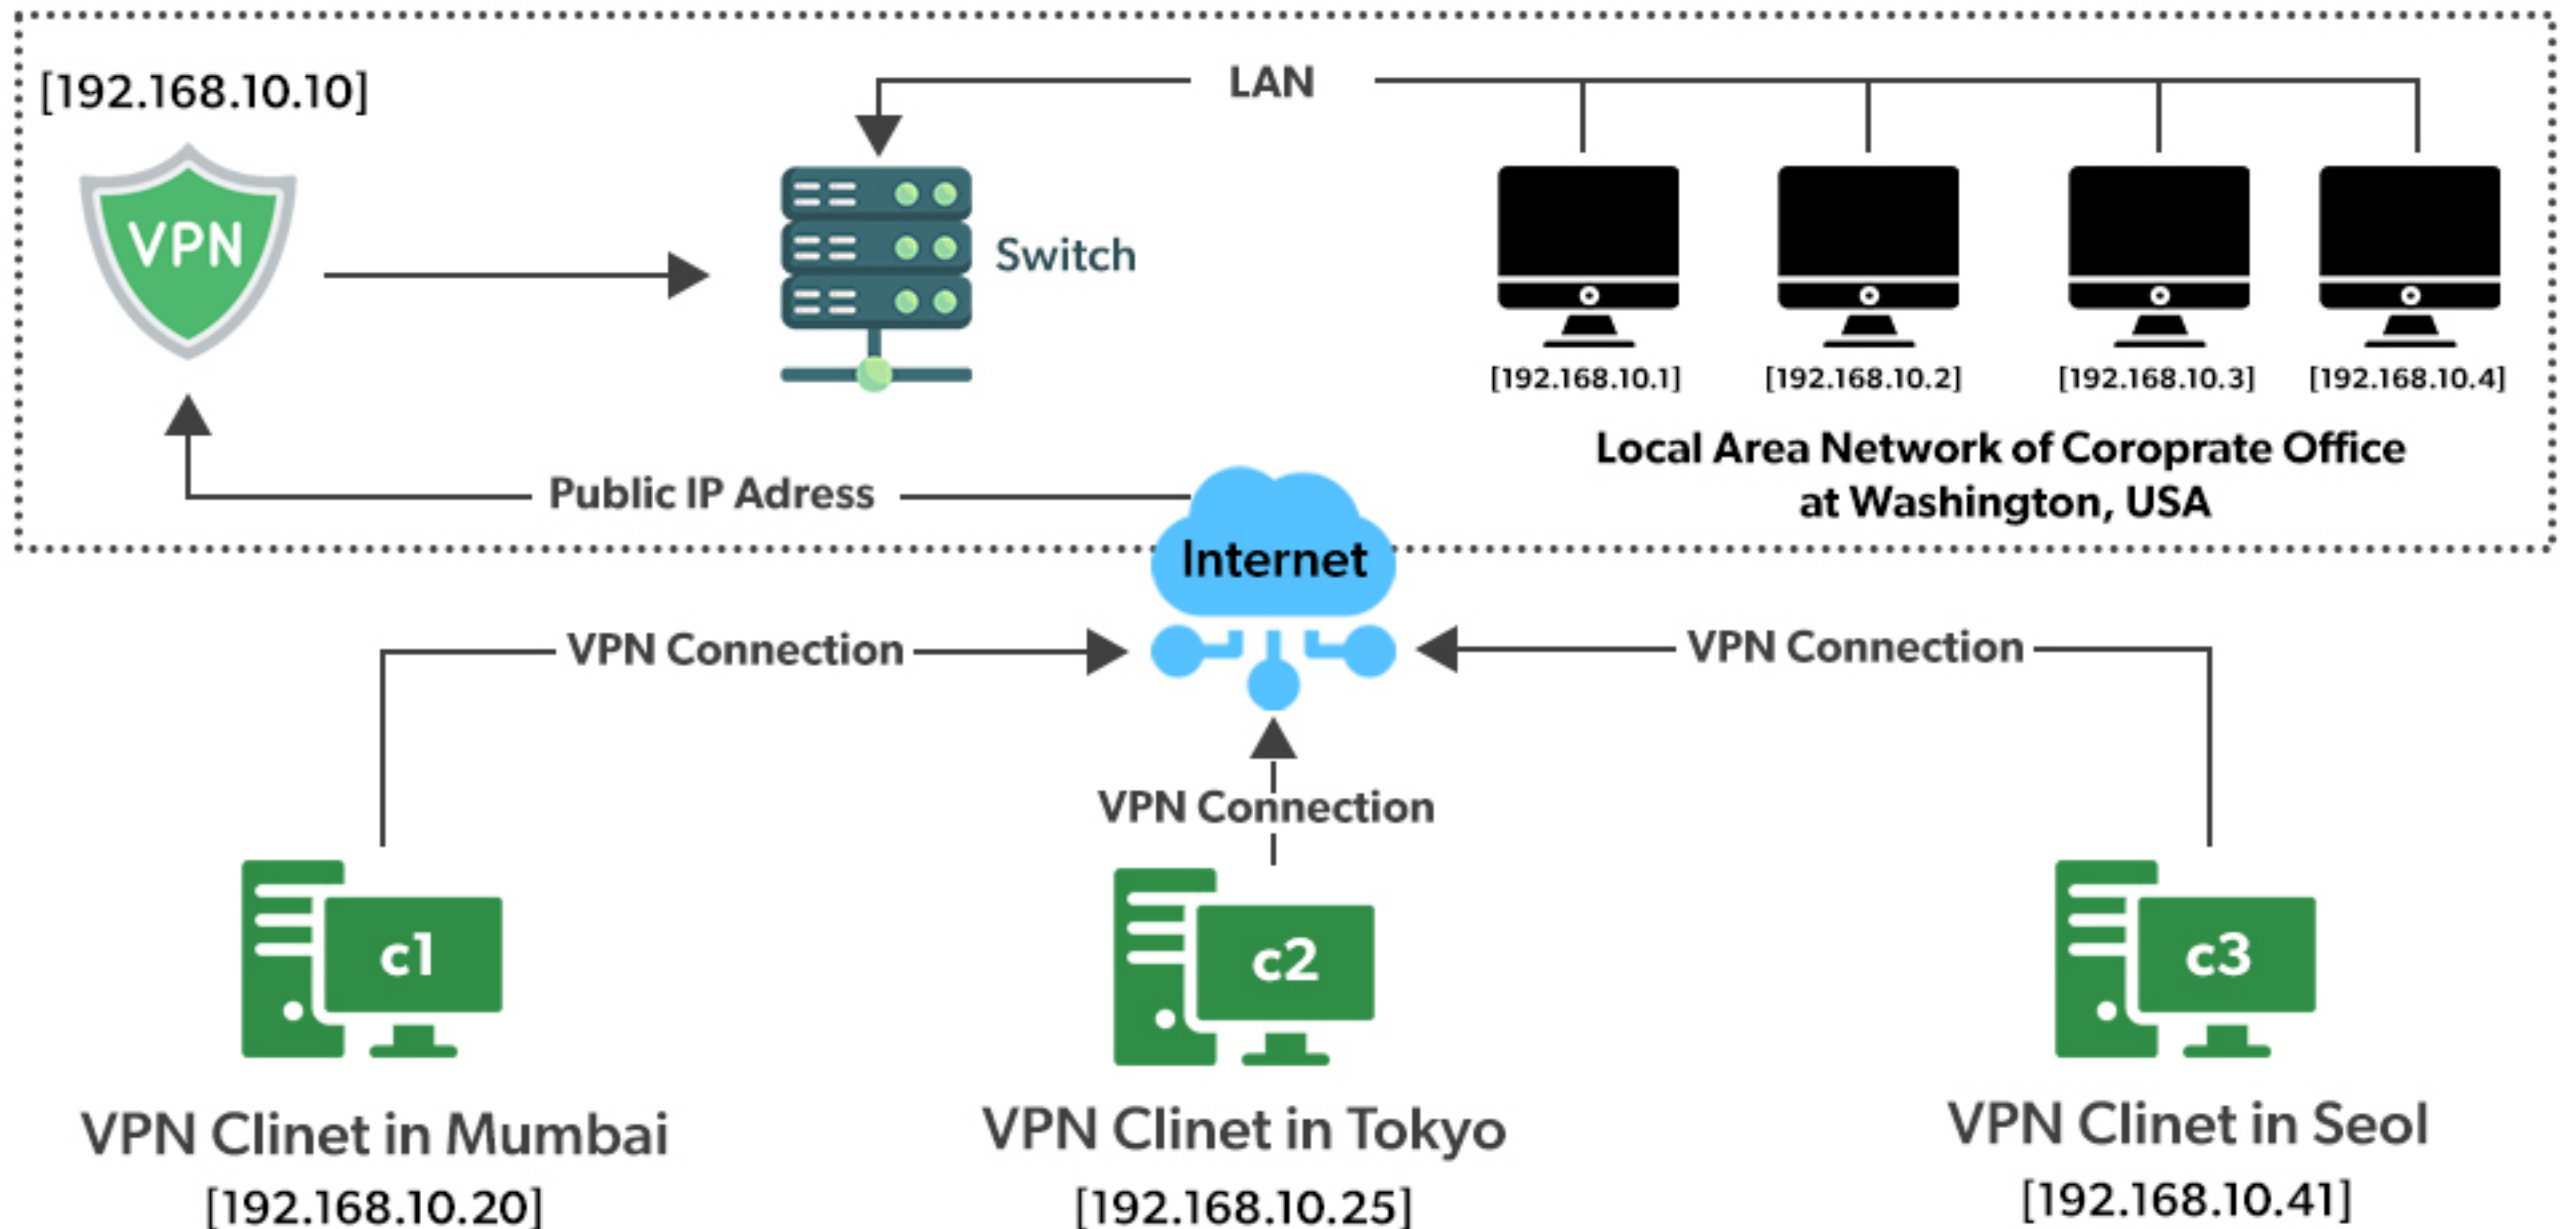 [192.168.10.10]
LAN
VPN
Switch
[192.168.10.1]
[192.168.10.2]
[192.168.10.3]
[192.168.10.4]
Local Area Network of Coroprate Office
at Washington, USA
Public IP Adress
Internet
VPN Connection
VPN Connection
VPN Connection
c1
c2
c3
VPN Clinet in Mumbai
[192.168.10.20]
VPN Clinet in Tokyo
[192.168.10.25]
VPN Clinet in Seol
[192.168.10.41]